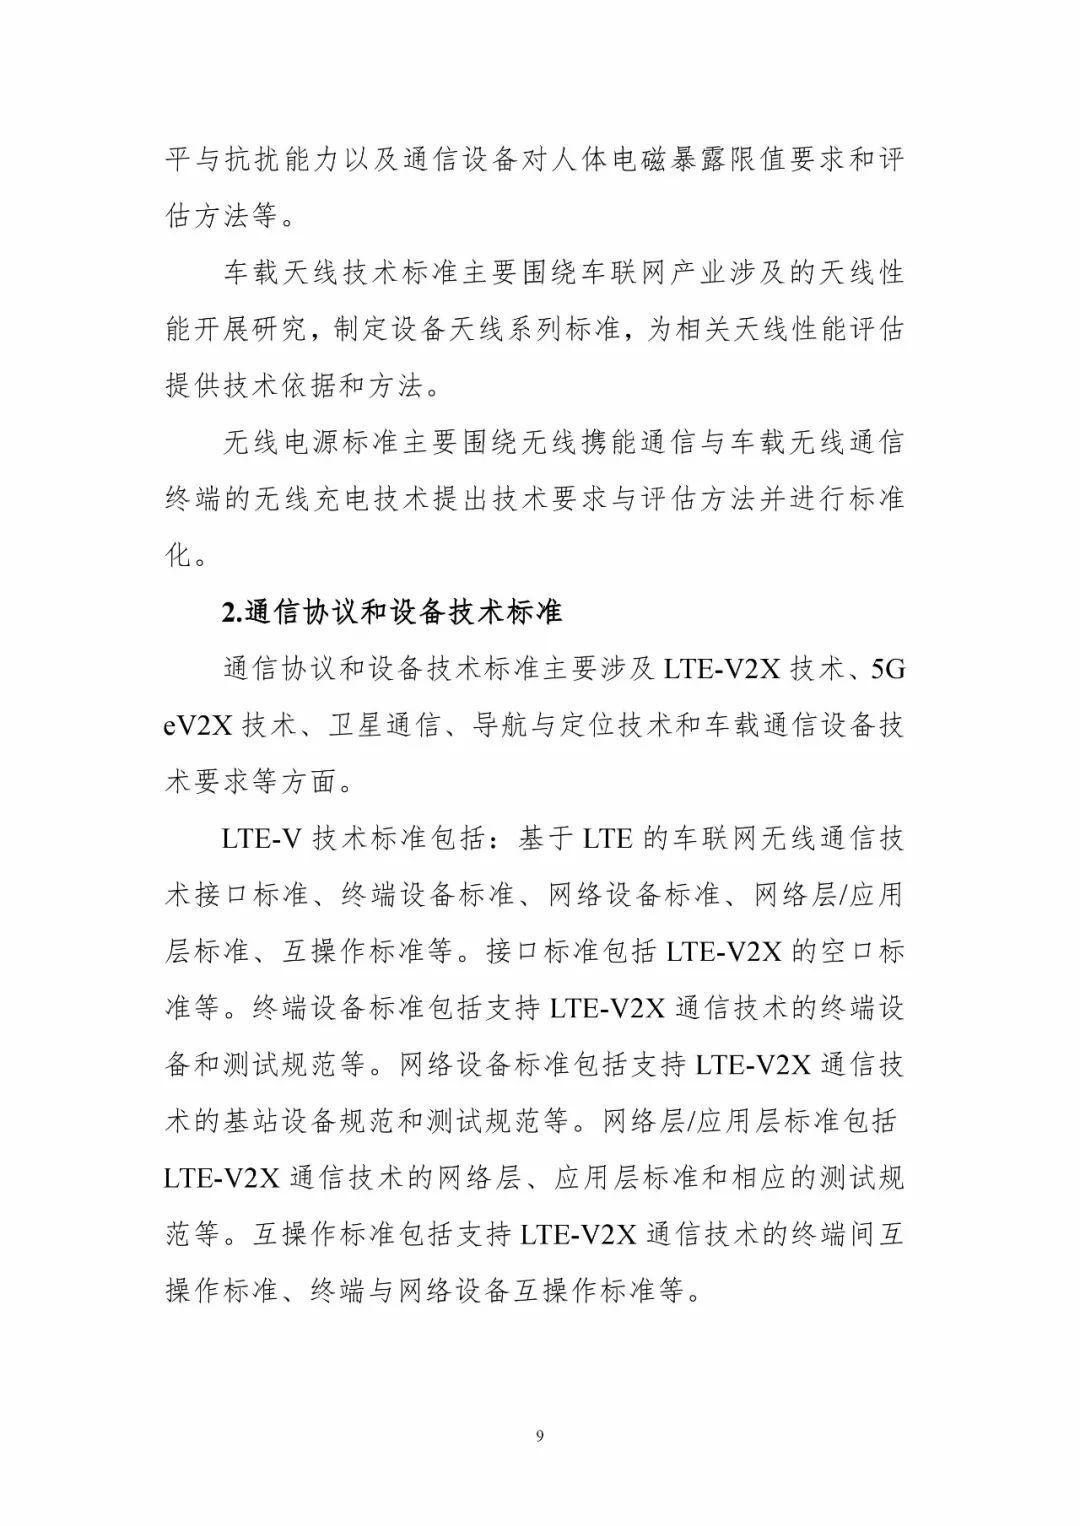 平与抗扰能力以及通信设备对人体电磁暴露限值要求和评
估方法等。
车载天线技术标准主要围绕车联网产业涉及的天线性
能开展研究，制定设备天线系列标准，为相关天线性能评估
提供技术依据和方法。
无线电源标准主要围绕无线携能通信与车载无线通信
终端的无线充电技术提出技术要求与评估方法并进行标准
化。
2.通信协议和设备技术标准
通信协议和设备技术标准主要涉及 LTE-V2X 技术、5G
eV2X 技术、卫星通信、导航与定位技术和车载通信设备技
术要求等方面。
LTE-V 技术标准包括：基于 LTE 的车联网无线通信技
术接口标准、终端设备标准、网络设备标准、网络层/应用
层标准、互操作标准等。接口标准包括 LTE-V2X 的空口标
准等。终端设备标准包括支持 LTE-V2X 通信技术的终端设
备和测试规范等。网络设备标准包括支持 LTE-V2X 通信技
术的基站设备规范和测试规范等。网络层/应用层标准包括
LTE-V2X 通信技术的网络层、应用层标准和相应的测试规
范等。互操作标准包括支持 LTE-V2X 通信技术的终端间互
操作标准、终端与网络设备互操作标准等。
9